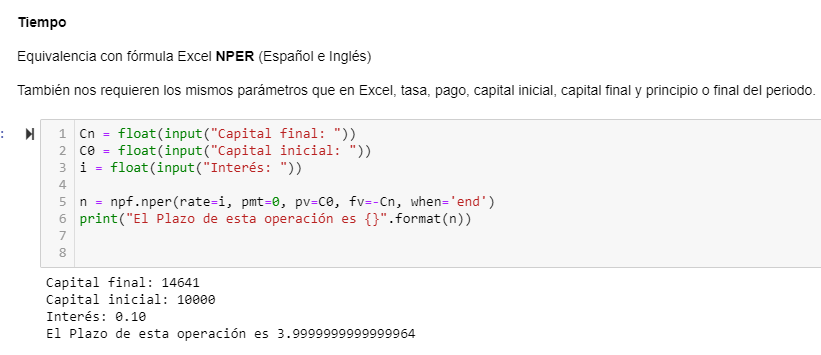 Tiempo
Equivalencia con fórmula Excel NPER (Español e Inglés)
También nos requieren los mismos parámetros que en Excel, tasa, pago, capital inicial, capital final y principio o final del periodo.
:
1 Cn = float(input("Capital final: "))
2 C0 = float(input("Capital inicial: "))
3 i = float(input("Interés: "))
4
5 n = npf.nper(rate=i, pmt=0, pv=C0, fv=-Cn, when='end')
6 print("El Plazo de esta operación es {}".format(n))
7
8
Capital final: 14641
Capital inicial: 10000
Interés: 0.10
El Plazo de esta operación es 3.9999999999999964